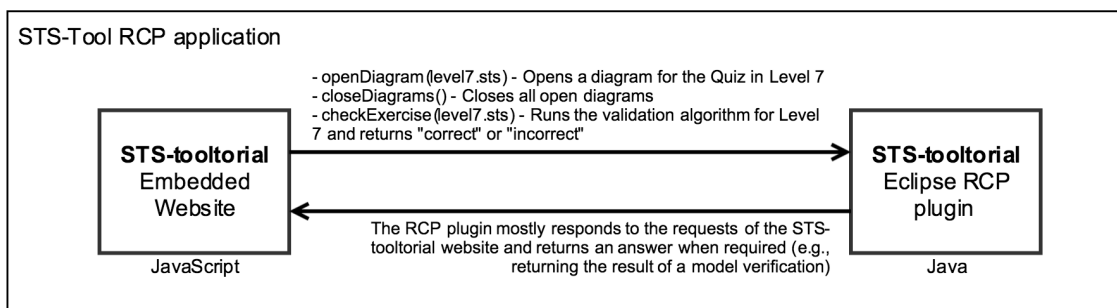 STS-Tool RCP application
- openDiagram(level7.sts) - Opens a diagram for the Quiz in Level 7
- closeDiagrams() - Closes all open diagrams
- checkExercise(level7.sts) - Runs the validation algorithm for Level
7 and returns "correct" or "incorrect"
STS-tooltorial
Embedded
Website
JavaScript
STS-tooltorial
Eclipse RCP
plugin
Java
The RCP plugin mostly responds to the requests of the STS-
tooltorial website and returns an answer when required (e.g.,
returning the result of a model verification)